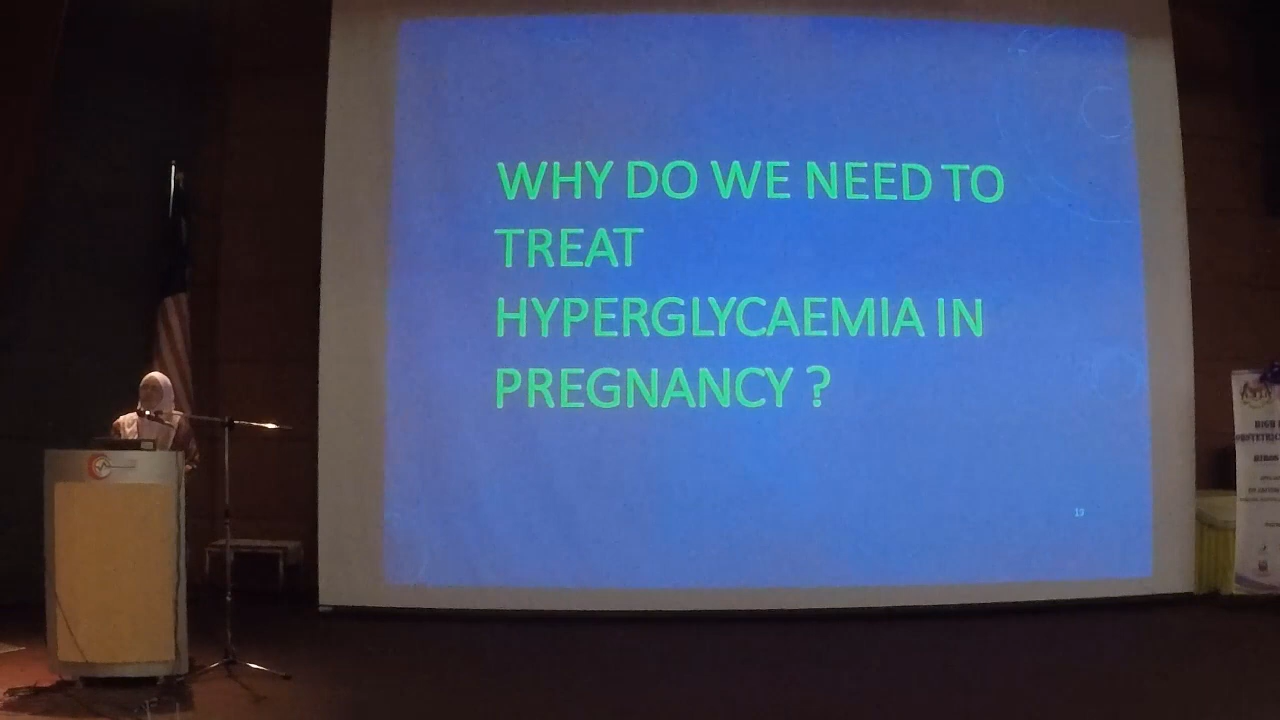 WHY DO WE NEED TO
TREAT
HYPERGLYCAEMIA IN
PREGNANCY ?